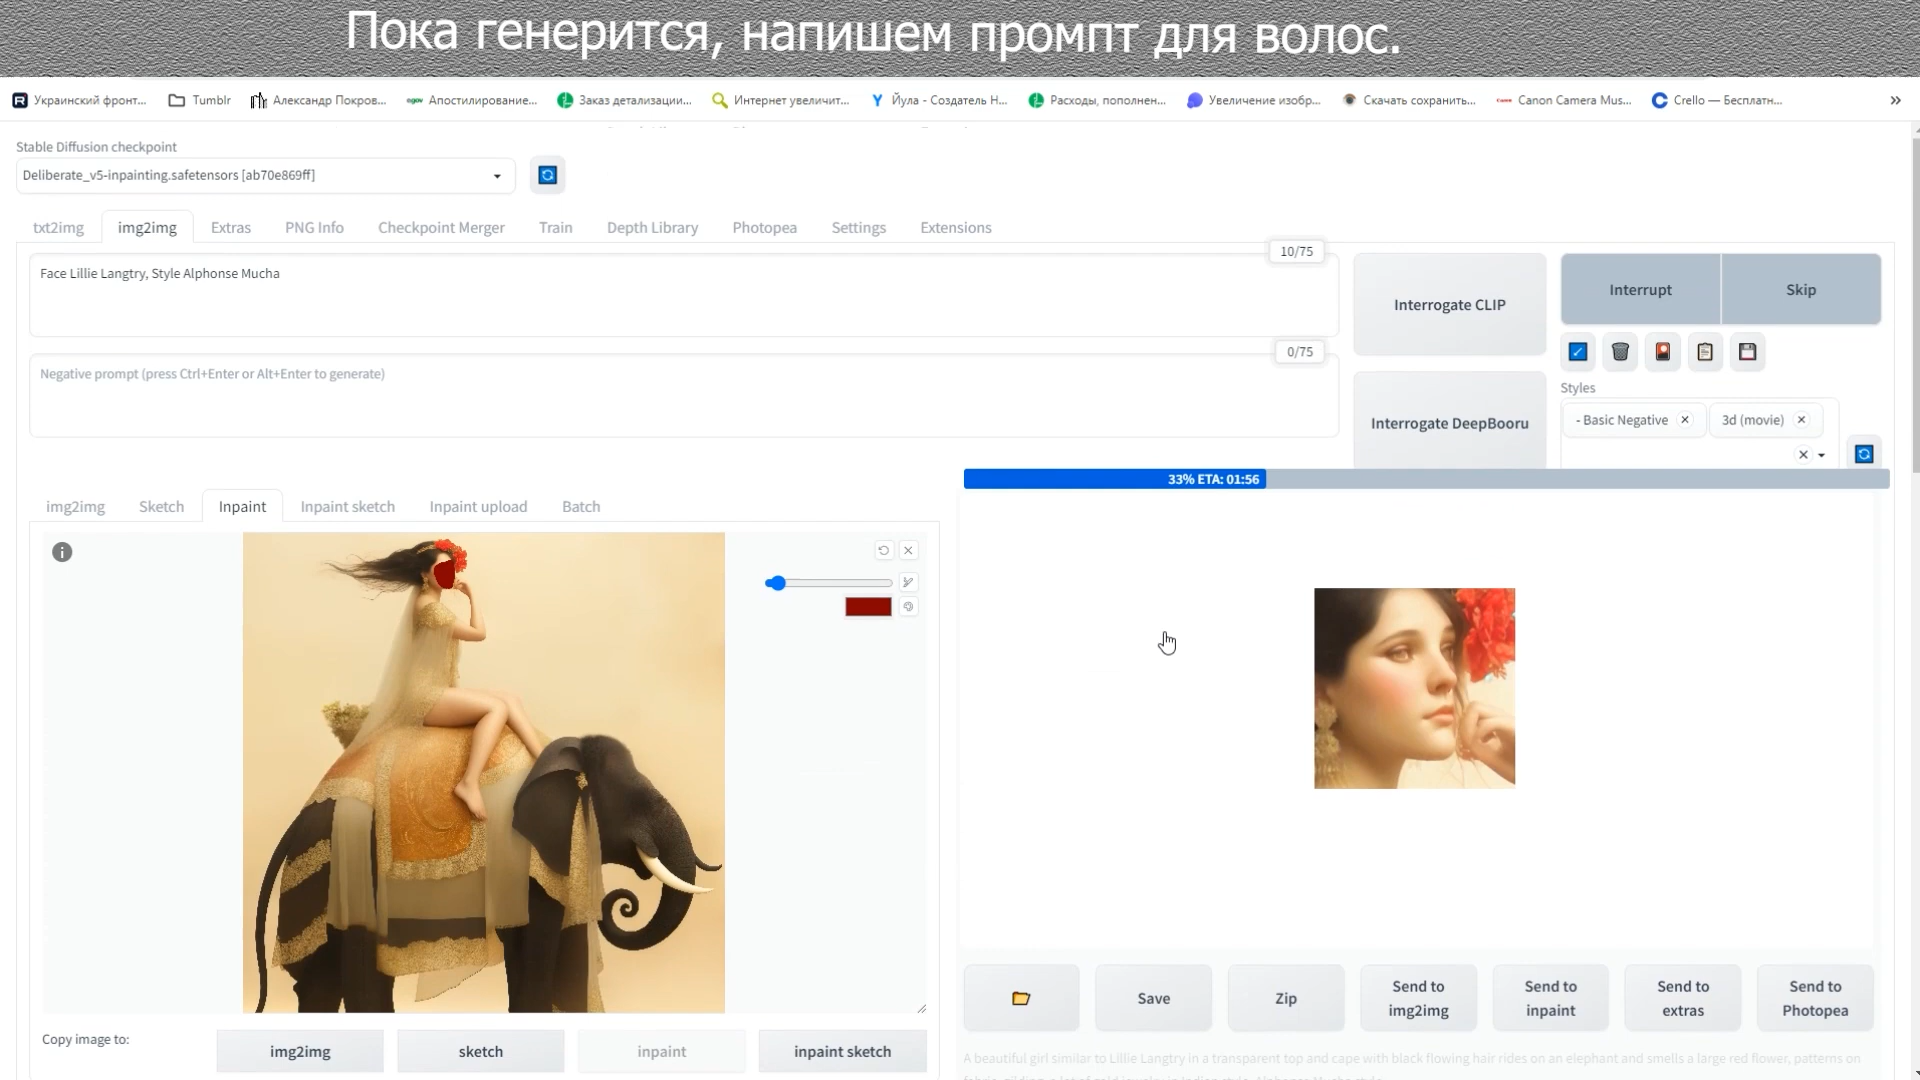 Пока генерится, напишем промпт для волос.
Украинский фронт... Tumblr Александр Покров... Апостилирование... Заказ детализации... Интернет увеличит... Йула - Создатель Н... Расходы, пополнен... Увеличение изобр... Скачать сохранить... Canon Camera Mus... Crello — Бесплатн... »
Stable Diffusion checkpoint
Deliberate_v5-inpainting.safetensors [ab70e869ff]
txt2img img2img Extras PNG Info Checkpoint Merger Train Depth Library Photopea Settings Extensions
10/75
Face Lillie Langtry, Style Alphonse Mucha
Interrogate CLIP
Interrupt Skip
0/75
Negative prompt (press Ctrl+Enter or Alt+Enter to generate)
Interrogate DeepBooru
Styles
- Basic Negative × 3d (movie) ×
33% ETA: 01:56
img2img Sketch Inpaint Inpaint sketch Inpaint upload Batch
Save Zip Send to img2img Send to inpaint Send to extras Send to Photopea
Copy image to: img2img sketch inpaint inpaint sketch
A beautiful girl similar to Lillie Langtry in a transparent top and cape with black flowing hair rides on an elephant and smells a large red flower, patterns on